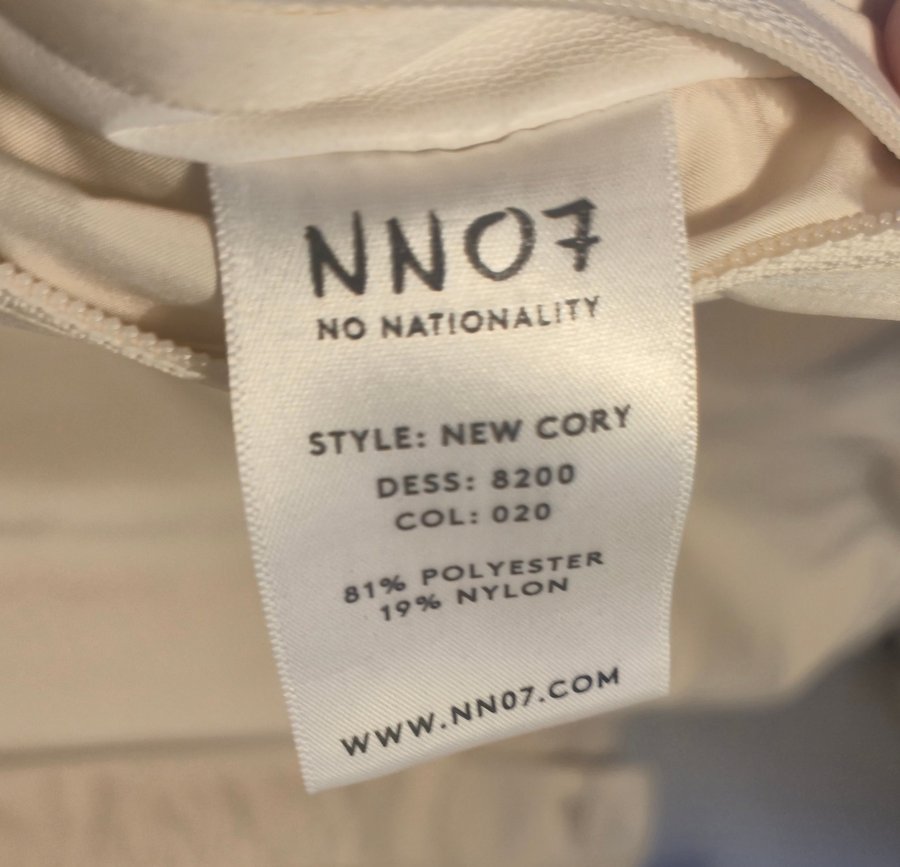 NN07
NO NATIONALITY
STYLE: NEW CORY
DESS: 8200
COL: 020
81% POLYESTER
19% NYLON
WWW.NN07.COM